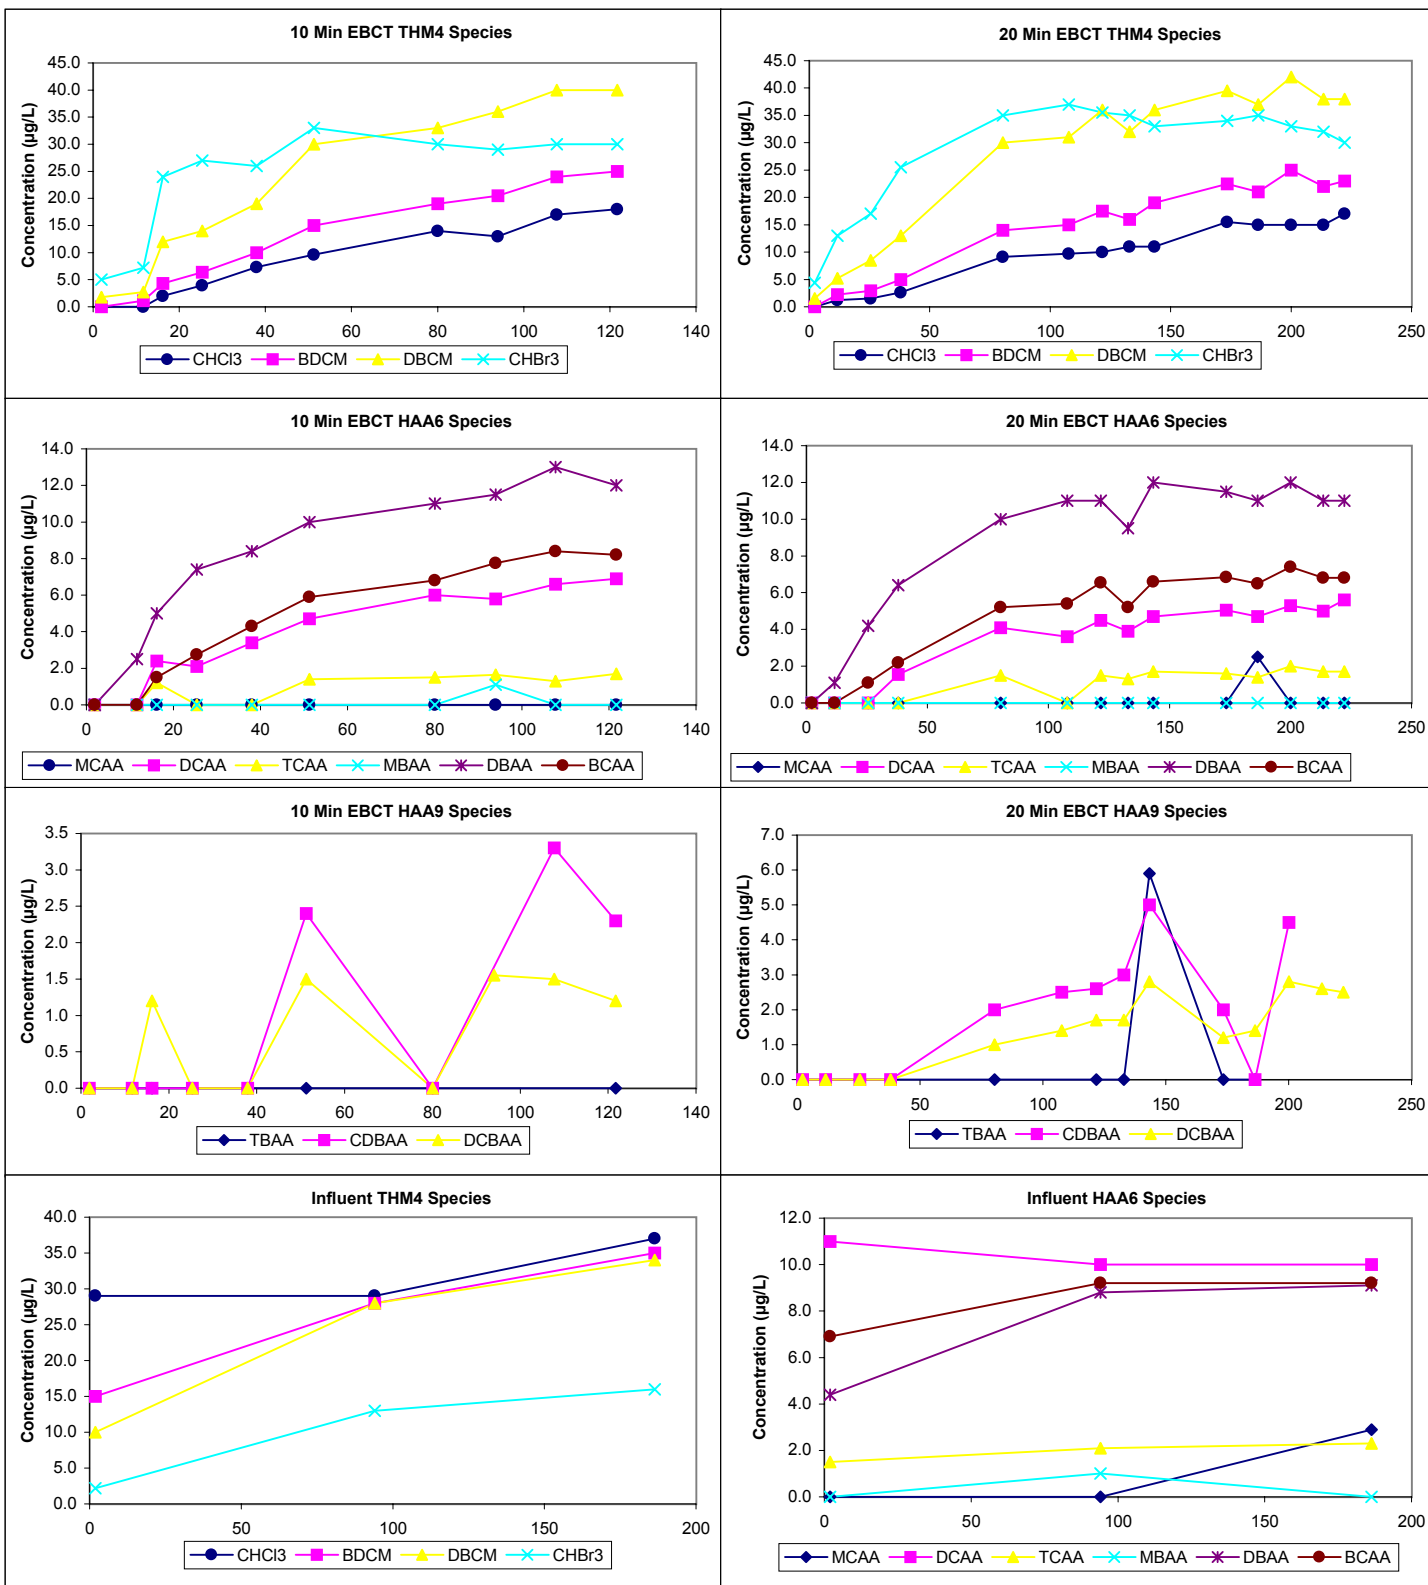 10 Min EBCT THM4 Species
Concentration (µg/L)
45.0
40.0
35.0
30.0
25.0
20.0
15.0
10.0
5.0
0.0
0 20 40 60 80 100 120 140
CHCl3 BDCM DBCM CHBr3
20 Min EBCT THM4 Species
Concentration (µg/L)
45.0
40.0
35.0
30.0
25.0
20.0
15.0
10.0
5.0
0.0
0 50 100 150 200 250
CHCl3 BDCM DBCM CHBr3
10 Min EBCT HAA6 Species
Concentration (µg/L)
14.0
12.0
10.0
8.0
6.0
4.0
2.0
0.0
0 20 40 60 80 100 120 140
MCAA DCAA TCAA MBAA DBAA BCAA
20 Min EBCT HAA6 Species
Concentration (µg/L)
14.0
12.0
10.0
8.0
6.0
4.0
2.0
0.0
0 50 100 150 200 250
MCAA DCAA TCAA MBAA DBAA BCAA
10 Min EBCT HAA9 Species
Concentration (µg/L)
3.5
3.0
2.5
2.0
1.5
1.0
0.5
0.0
0 20 40 60 80 100 120 140
TBAA CDBAA DCBAA
20 Min EBCT HAA9 Species
Concentration (µg/L)
7.0
6.0
5.0
4.0
3.0
2.0
1.0
0.0
0 50 100 150 200 250
TBAA CDBAA DCBAA
Influent THM4 Species
Concentration (µg/L)
40.0
35.0
30.0
25.0
20.0
15.0
10.0
5.0
0.0
0 50 100 150 200
CHCl3 BDCM DBCM CHBr3
Influent HAA6 Species
Concentration (µg/L)
12.0
10.0
8.0
6.0
4.0
2.0
0.0
0 50 100 150 200
MCAA DCAA TCAA MBAA DBAA BCAA